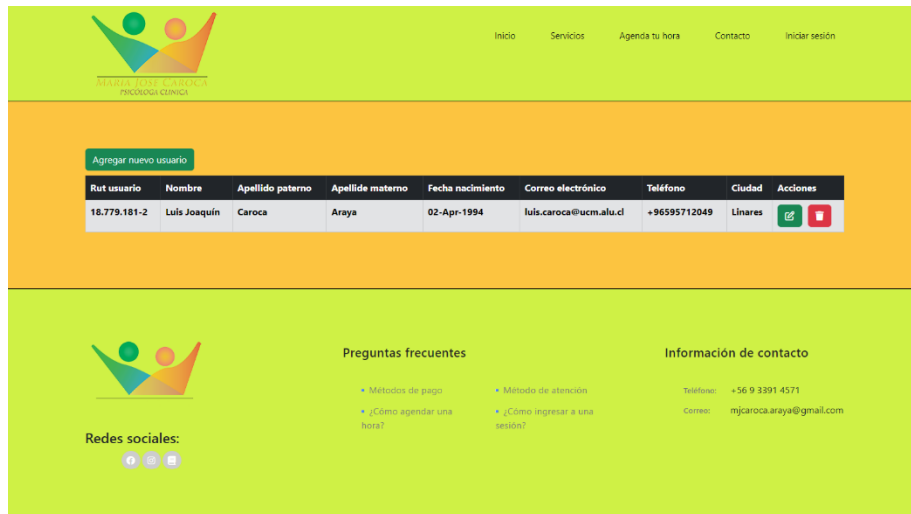 Inicio Servicios Agenda tu hora Contacto Iniciar sesión
MARÍA JOSÉ CAROCA
PSICÓLOGA CLÍNICA
Agregar nuevo usuario
Rut usuario Nombre Apellido paterno Apellide materno Fecha nacimiento Correo electrónico Teléfono Ciudad Acciones
18.779.181-2 Luis Joaquín Caroca Araya 02-Apr-1994 luis.caroca@ucm.alu.cl +96595712049 Linares
Preguntas frecuentes
• Métodos de pago
• ¿Cómo agendar una
hora?
• Método de atención
• ¿Cómo ingresar a una
sesión?
Información de contacto
Teléfono: +56 9 3391 4571
Correo: mjcaroca.araya@gmail.com
Redes sociales: